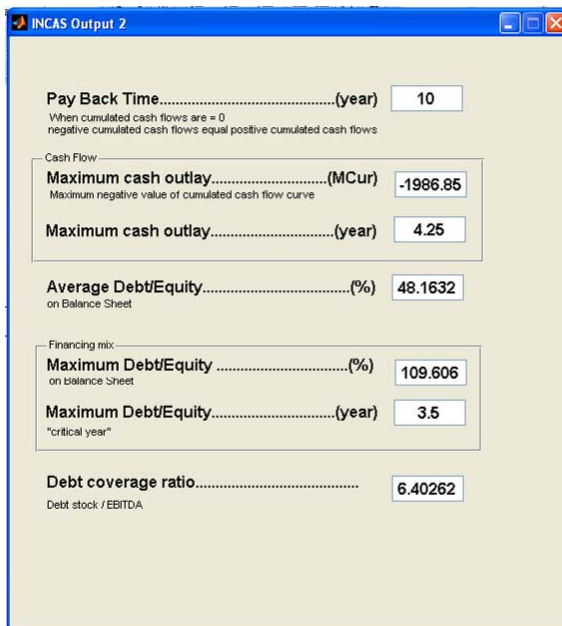 INCAS Output 2
Pay Back Time...........................................(year) 10
When cumulated cash flows are = 0
negative cumulated cash flows equal positive cumulated cash flows
Cash Flow
Maximum cash outlay............................(MCur) -1986.85
Maximum negative value of cumulated cash flow curve
Maximum cash outlay..............................(year) 4.25
Average Debt/Equity....................................(%) 48.1632
on Balance Sheet
Financing mix
Maximum Debt/Equity ................................(%) 109.606
on Balance Sheet
Maximum Debt/Equity..............................(year) 3.5
"critical year"
Debt coverage ratio........................................ 6.40262
Debt stock / EBITDA